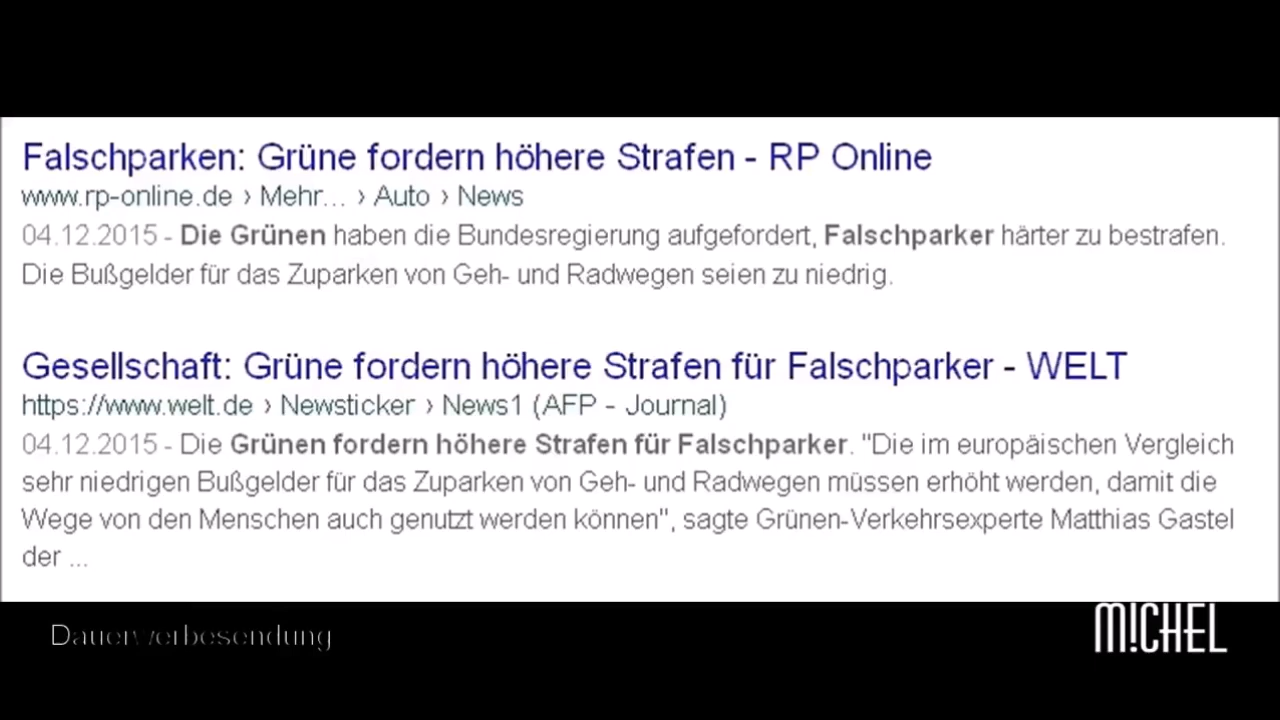 Falschparken: Grüne fordern höhere Strafen - RP Online
www.rp-online.de › Mehr... › Auto › News
04.12.2015 - Die Grünen haben die Bundesregierung aufgefordert, Falschparker härter zu bestrafen.
Die Bußgelder für das Zuparken von Geh- und Radwegen seien zu niedrig.
Gesellschaft: Grüne fordern höhere Strafen für Falschparker - WELT
https://www.welt.de › Newsticker › News1 (AFP - Journal)
04.12.2015 - Die Grünen fordern höhere Strafen für Falschparker. "Die im europäischen Vergleich
sehr niedrigen Bußgelder für das Zuparken von Geh- und Radwegen müssen erhöht werden, damit die
Wege von den Menschen auch genutzt werden können", sagte Grünen-Verkehrsexperte Matthias Gastel
der ...
Dauerwerbesendung
M!CHEL